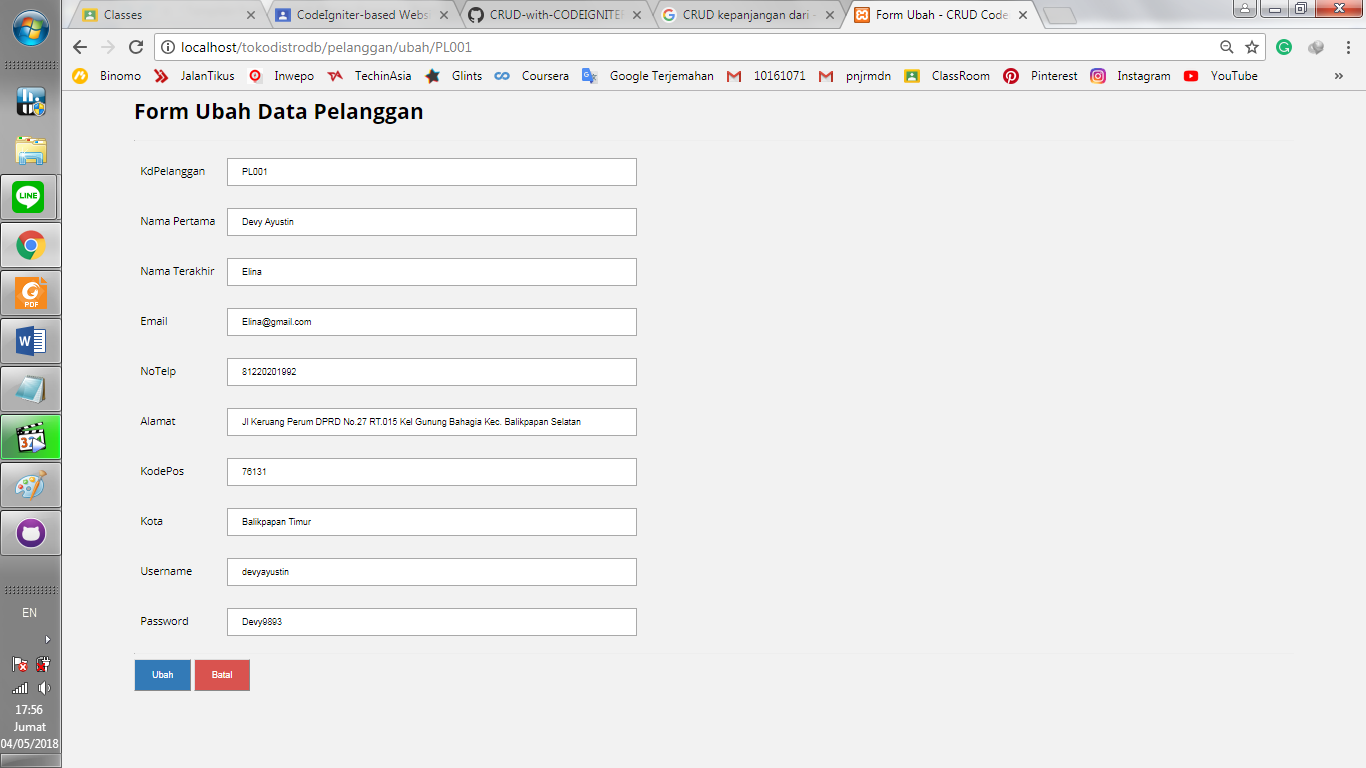 Classes
CodeIgniter-based Webs
CRUD-with-CODEIGNITER
CRUD kepanjangan dari -
Form Ubah - CRUD Code
localhost/tokodistrodb/pelanggan/ubah/PL001
Binomo JalanTikus Inwepo TechinAsia Glints Coursera Google Terjemahan 10161071 pnjrmdn ClassRoom Pinterest Instagram YouTube »
Form Ubah Data Pelanggan
KdPelanggan PL001
Nama Pertama Devy Ayustin
Nama Terakhir Elina
Email Elina@gmail.com
NoTelp 81220201992
Alamat Jl Keruang Perum DPRD No.27 RT.015 Kel Gunung Bahagia Kec. Balikpapan Selatan
KodePos 76131
Kota Balikpapan Timur
Username devyayustin
Password Devy9893
Ubah Batal
LINE
PDF
W
EN
17:56
Jumat
04/05/2018